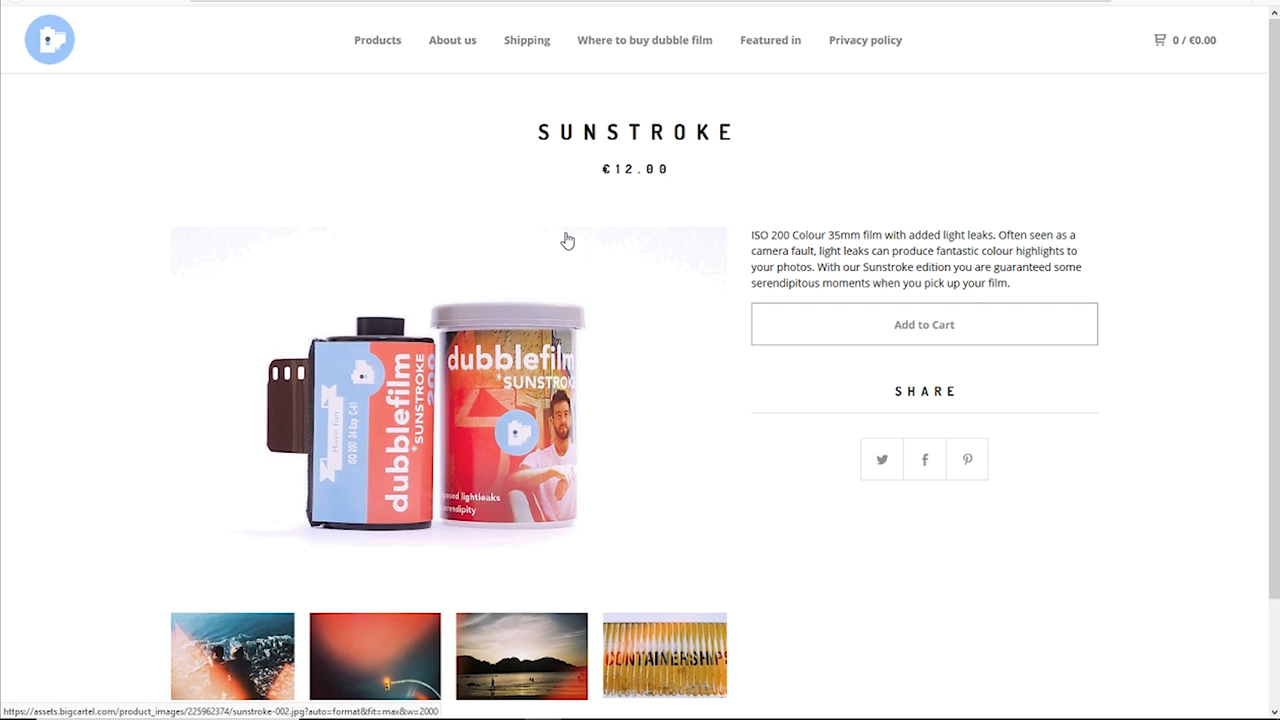 Products About us Shipping Where to buy dubble film Featured in Privacy policy 0 / €0.00
SUNSTROKE
€12.00
ISO 200 Colour 35mm film with added light leaks. Often seen as a
camera fault, light leaks can produce fantastic colour highlights to
your photos. With our Sunstroke edition you are guaranteed some
serendipitous moments when you pick up your film.
Add to Cart
SHARE
Have fun
ISO 200 24 Exp C-41
dubblefilm
*SUNSTROKE
200
dubblefilm
*SUNSTROK
lightleaks
CONTAINERSHIPS
https://assets.bigcartel.com/product_images/225962374/sunstroke-002.jpg?auto=format&fit=max&w=2000